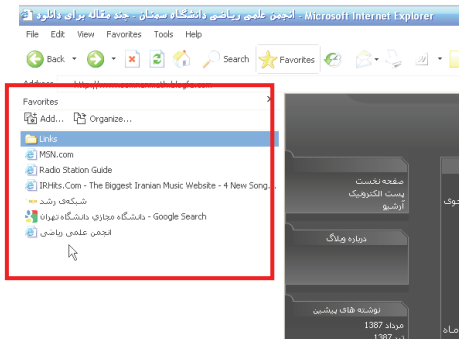 انجمن علمی ریاضی دانشگاه سمنان - چند مقاله برای دانلود - Microsoft Internet Explorer
File Edit View Favorites Tools Help
Back Search Favorites
Favorites
Add... Organize...
Links
MSN.com
Radio Station Guide
IRHits.Com - The Biggest Iranian Music Website - 4 New Song...
شبکه‌ی رشد
دانشگاه مجازی دانشگاه تهران - Google Search
انجمن علمی ریاضی
صفحه نخست
پست الکترونیک
آرشیو
درباره وبلاگ
نوشته های پیشین
مرداد 1387
تیر 1387